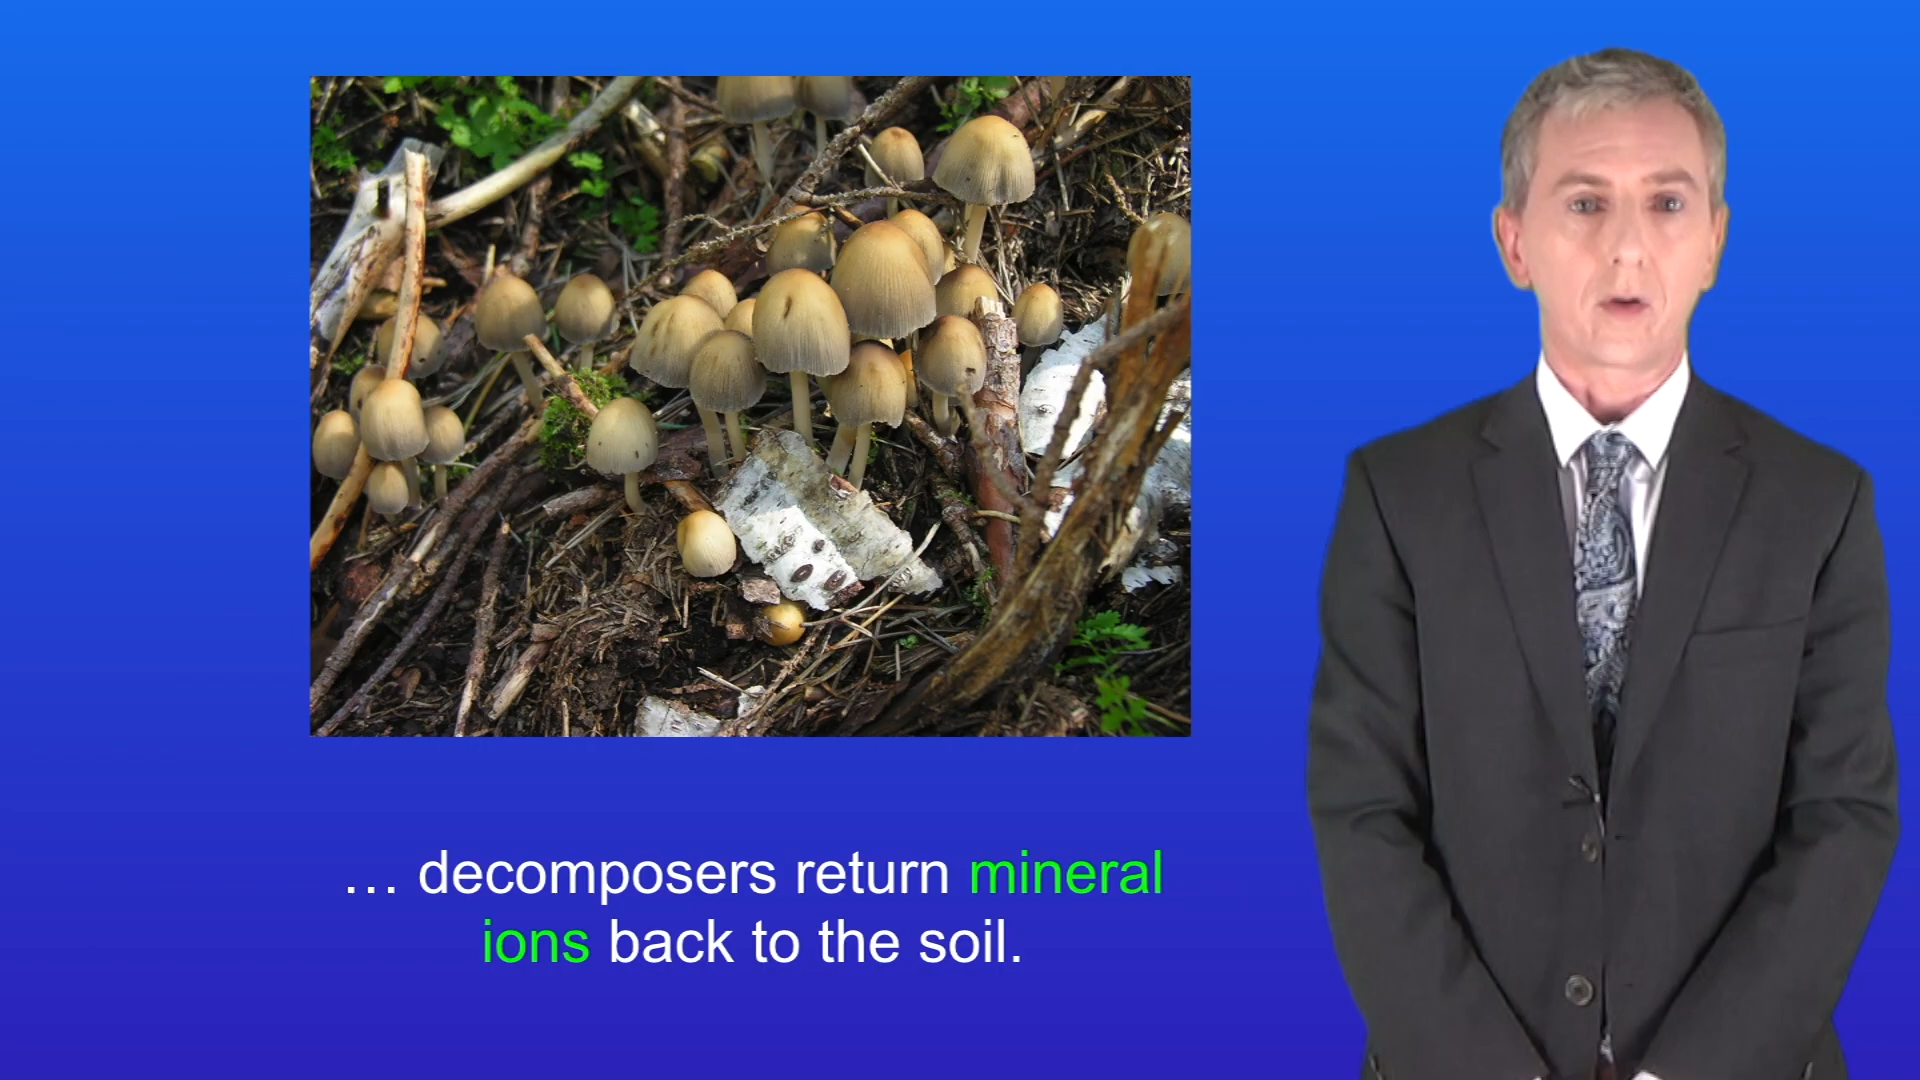 … decomposers return mineral
ions back to the soil.